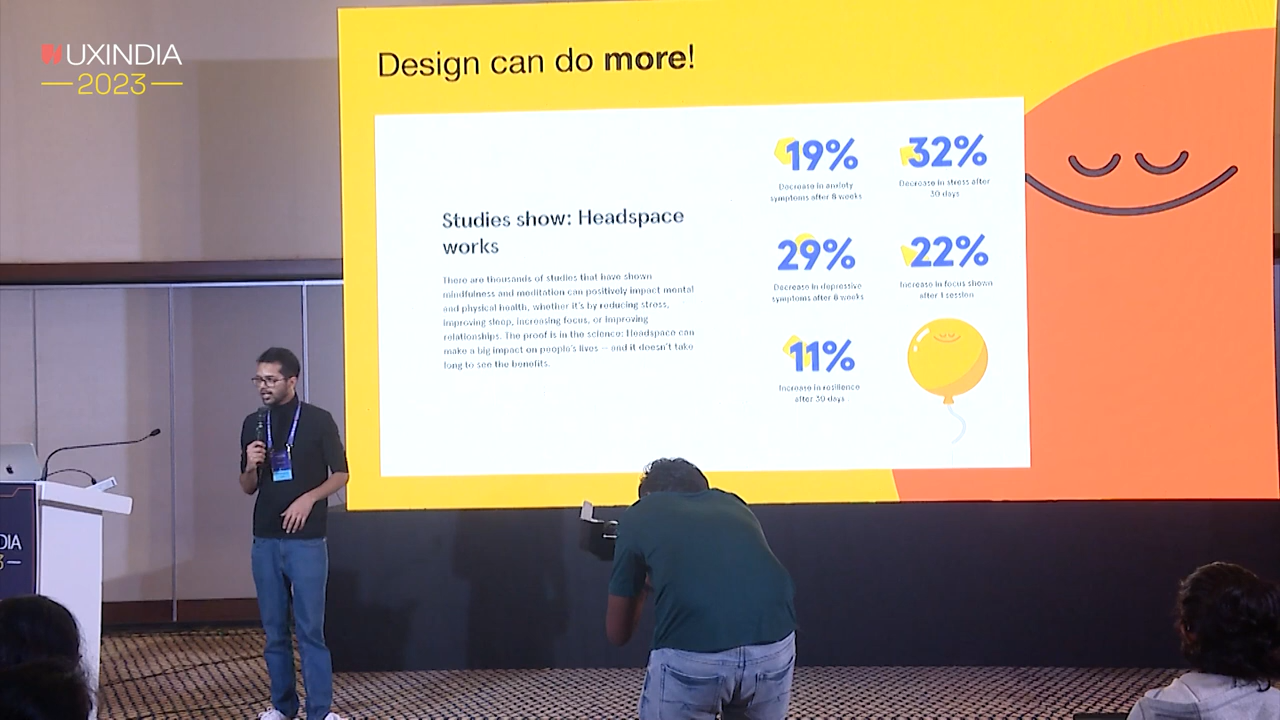 UXINDIA
2023
Design can do more!
Studies show: Headspace
works
There are thousands of studies that have shown
mindfulness and meditation can positively impact mental
and physical health, whether it's by reducing stress,
improving sleep, increasing focus, or improving
relationships. The proof is in the science: Headspace can
make a big impact on people's lives — and it doesn't take
long to see the benefits.
19%
Decrease in anxiety
symptoms after 8 weeks
32%
Decrease in stress after
30 days
29%
Decrease in depressive
symptoms after 8 weeks
22%
Increase in focus shown
after 1 session
11%
Increase in resilience
after 30 days
DIA
3